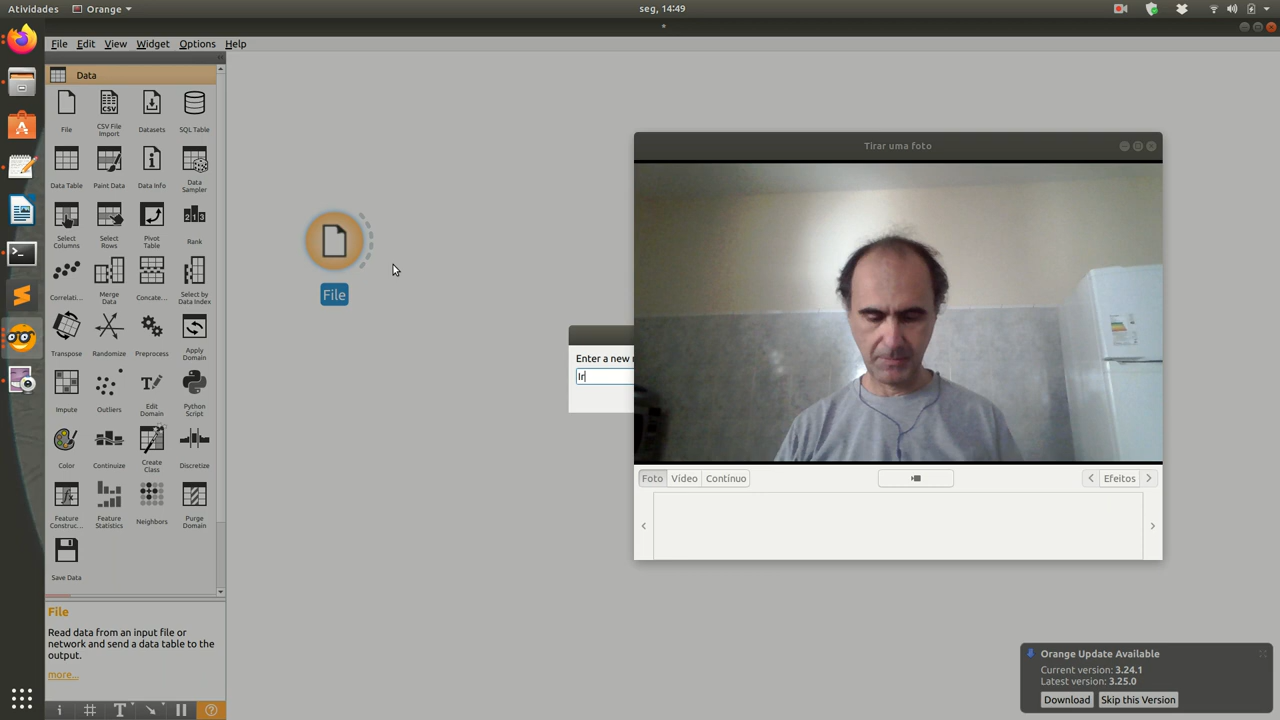 Atividades
Orange
seg, 14:49
File Edit View Widget Options Help
Data
File
CSV File Import
Datasets
SQL Table
Data Table
Paint Data
Data Info
Data Sampler
Select Columns
Select Rows
Pivot Table
Rank
Correlati...
Merge Data
Concate...
Select by Data Index
Transpose
Randomize
Preprocess
Apply Domain
Impute
Outliers
Edit Domain
Python Script
Color
Continuize
Create Class
Discretize
Feature Construc...
Feature Statistics
Neighbors
Purge Domain
Save Data
File
Read data from an input file or
network and send a data table to the
output.
more...
File
Enter a new
Ir
Tirar uma foto
Foto Vídeo Contínuo
Efeitos
Orange Update Available
Current version: 3.24.1
Latest version: 3.25.0
Download
Skip this Version